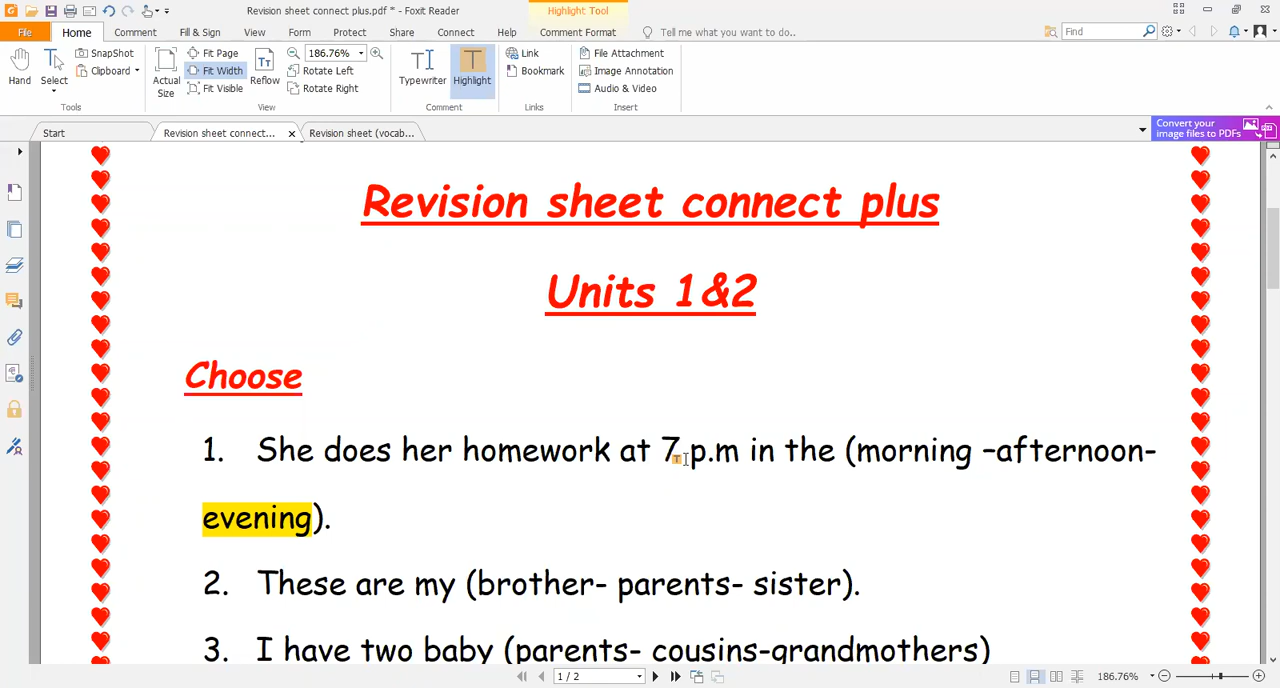 Revision sheet connect plus.pdf * - Foxit Reader
Highlight Tool
File Home Comment View Fill & Sign Form Protect Share Connect Help Comment Format Tell me what you want to do.. Find
SnapShot
Clipboard
Hand Select
Tools
Fit Page
Fit Width
Fit Visible
Actual Size
Reflow
186.76%
Rotate Left
Rotate Right
View
Typewriter Highlight
Comment
Link
Bookmark
Links
File Attachment
Image Annotation
Audio & Video
Insert
Start Revision sheet connect... Revision sheet (vocab...
Convert your
image files to PDFs
Revision sheet connect plus
Units 1&2
Choose
1. She does her homework at 7 p.m in the (morning –afternoon-
evening).
2. These are my (brother- parents- sister).
3. I have two baby (parents- cousins-grandmothers)
1 / 2 186.76%